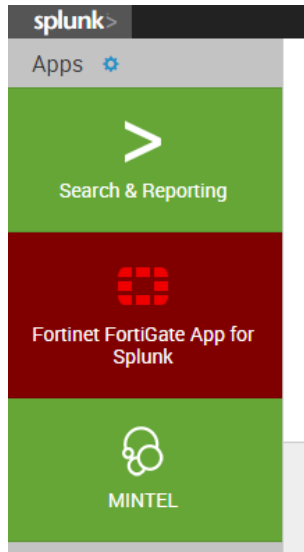 splunk>
Apps
>
Search & Reporting
Fortinet FortiGate App for
Splunk
MINTEL